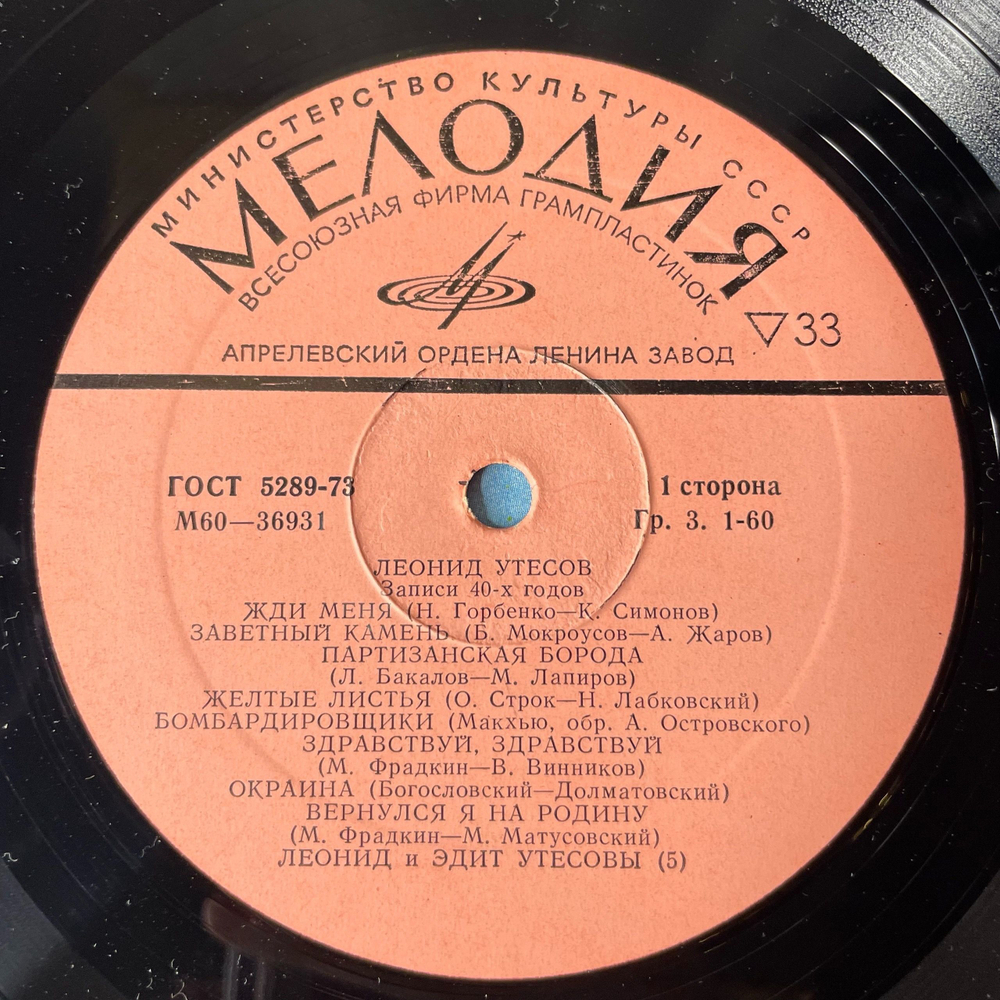 МИНИСТЕРСТВО КУЛЬТУРЫ СССР
МЕЛОДИЯ
ВСЕСОЮЗНАЯ ФИРМА ГРАМПЛАСТИНОК
▽33
АПРЕЛЕВСКИЙ ОРДЕНА ЛЕНИНА ЗАВОД
ГОСТ 5289-73
1 сторона
М60—36931
Гр. 3. 1-60
ЛЕОНИД УТЕСОВ
Записи 40-х годов
ЖДИ МЕНЯ (Н. Горбенко—К. Симонов)
ЗАВЕТНЫЙ КАМЕНЬ (Б. Мокроусов—А. Жаров)
ПАРТИЗАНСКАЯ БОРОДА
(Л. Бакалов—М. Лапиров)
ЖЕЛТЫЕ ЛИСТЬЯ (О. Строк—Н. Лабковский)
БОМБАРДИРОВЩИКИ (Макхью, обр. А. Островского)
ЗДРАВСТВУЙ, ЗДРАВСТВУЙ
(М. Фрадкин—В. Винников)
ОКРАИНА (Богословский—Долматовский)
ВЕРНУЛСЯ Я НА РОДИНУ
(М. Фрадкин—М. Матусовский)
ЛЕОНИД и ЭДИТ УТЕСОВЫ (5)